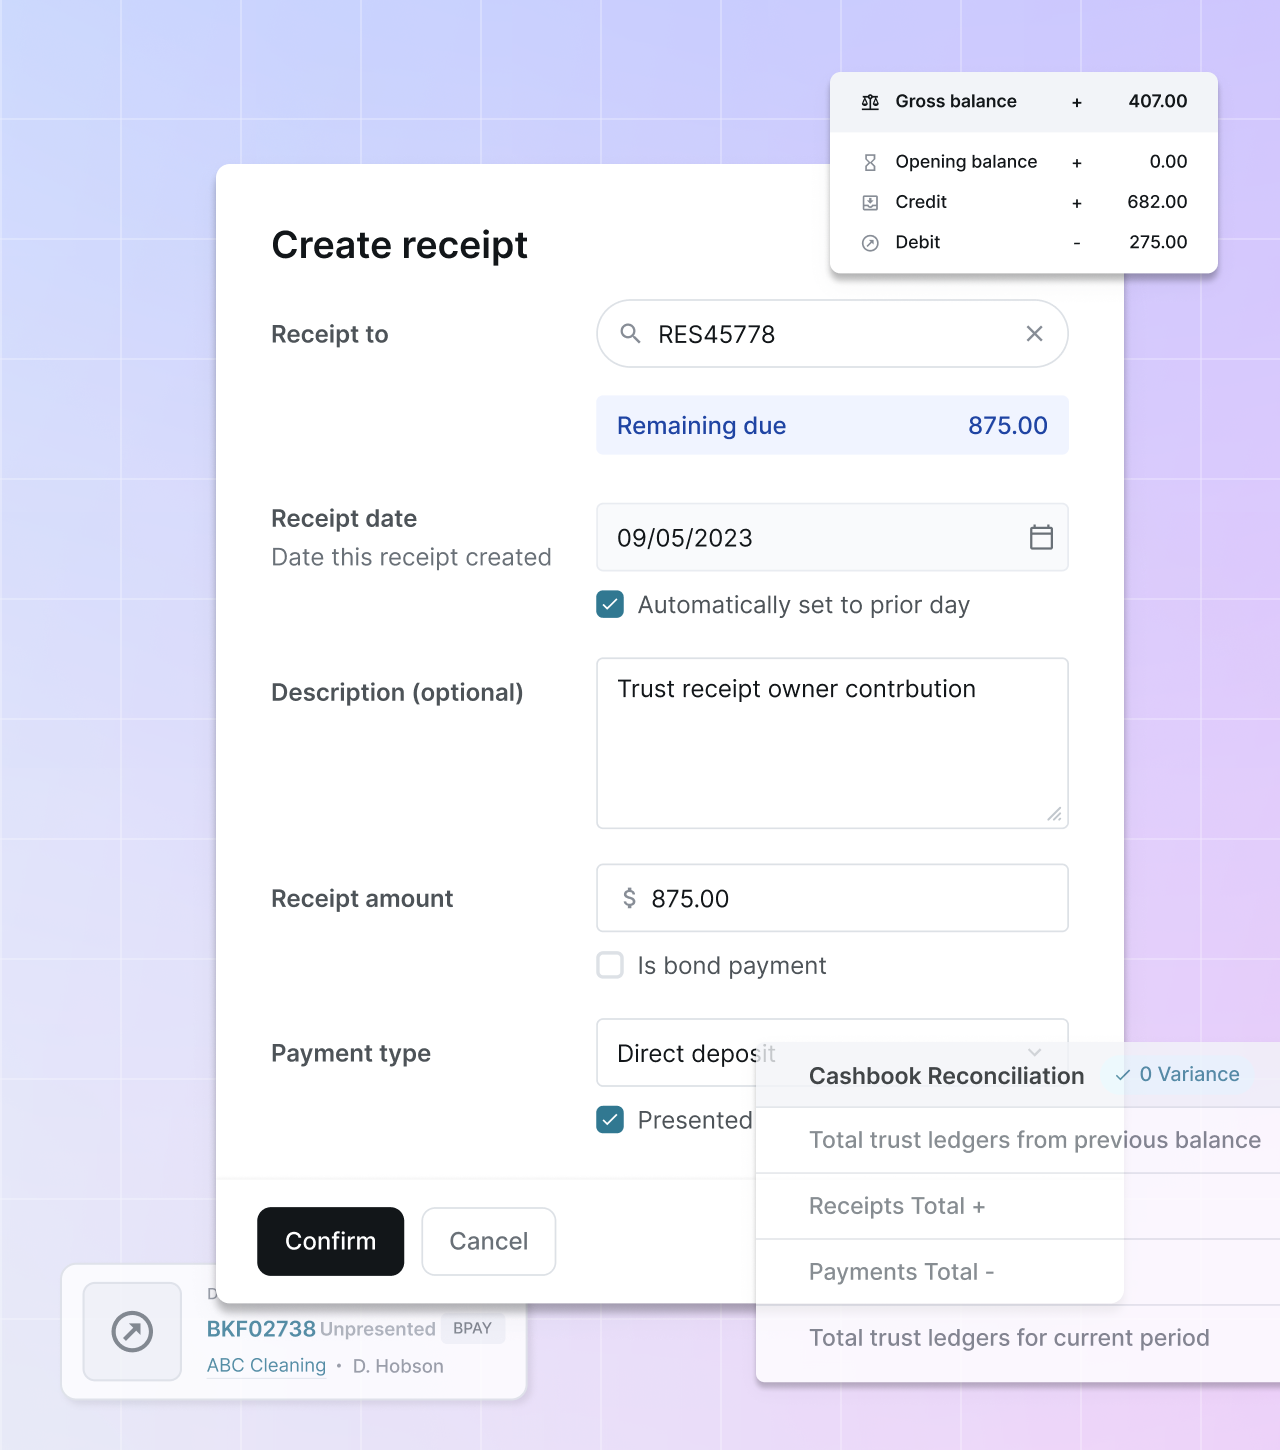 Gross balance + 407.00
Opening balance + 0.00
Credit + 682.00
Debit - 275.00
Create receipt
Receipt to RES45778
Remaining due 875.00
Receipt date 09/05/2023
Date this receipt created
Automatically set to prior day
Description (optional) Trust receipt owner contrbution
Receipt amount $ 875.00
Is bond payment
Payment type Direct deposit
Presented
Cashbook Reconciliation 0 Variance
Total trust ledgers from previous balance
Receipts Total +
Payments Total -
Total trust ledgers for current period
Confirm Cancel
BKF02738 Unpresented BPAY
ABC Cleaning • D. Hobson